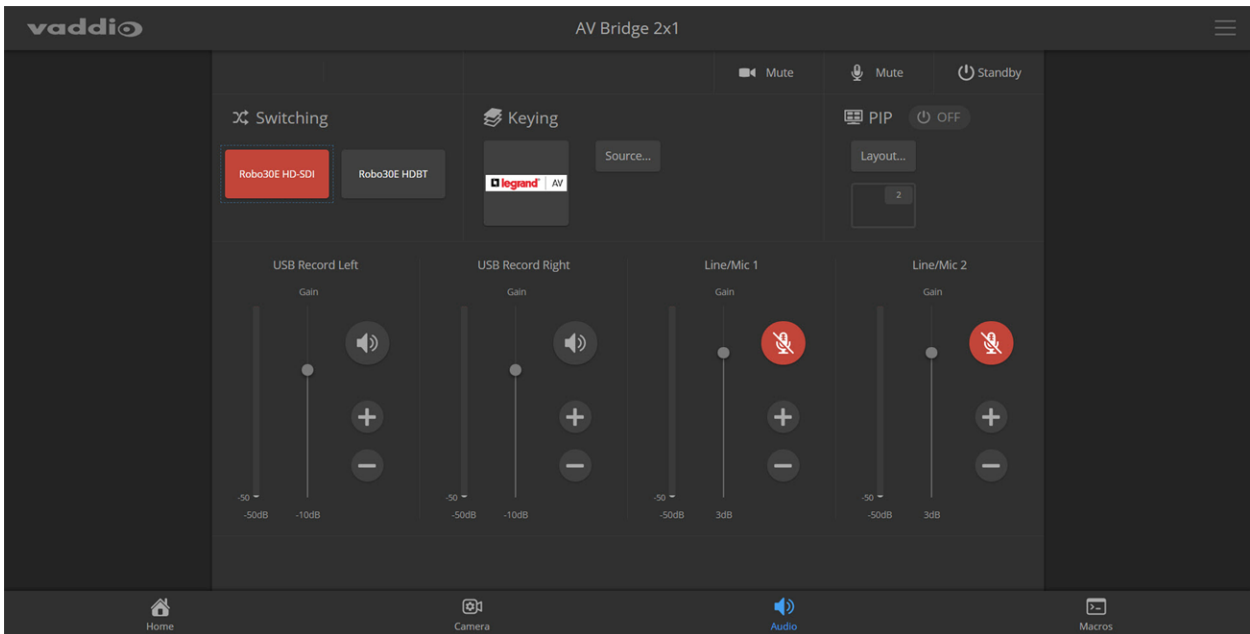 vaddio
AV Bridge 2x1
Mute
Mute
Standby
Switching
Keying
PIP
OFF
Robo30E HD-SDI
Robo30E HDBT
legrand AV
Source...
Layout...
2
USB Record Left
USB Record Right
Line/Mic 1
Line/Mic 2
Gain
Gain
Gain
Gain
-50
-50
-50
-50
-50dB
-10dB
-50dB
-10dB
-50dB
3dB
-50dB
3dB
Home
Camera
Audio
Macros